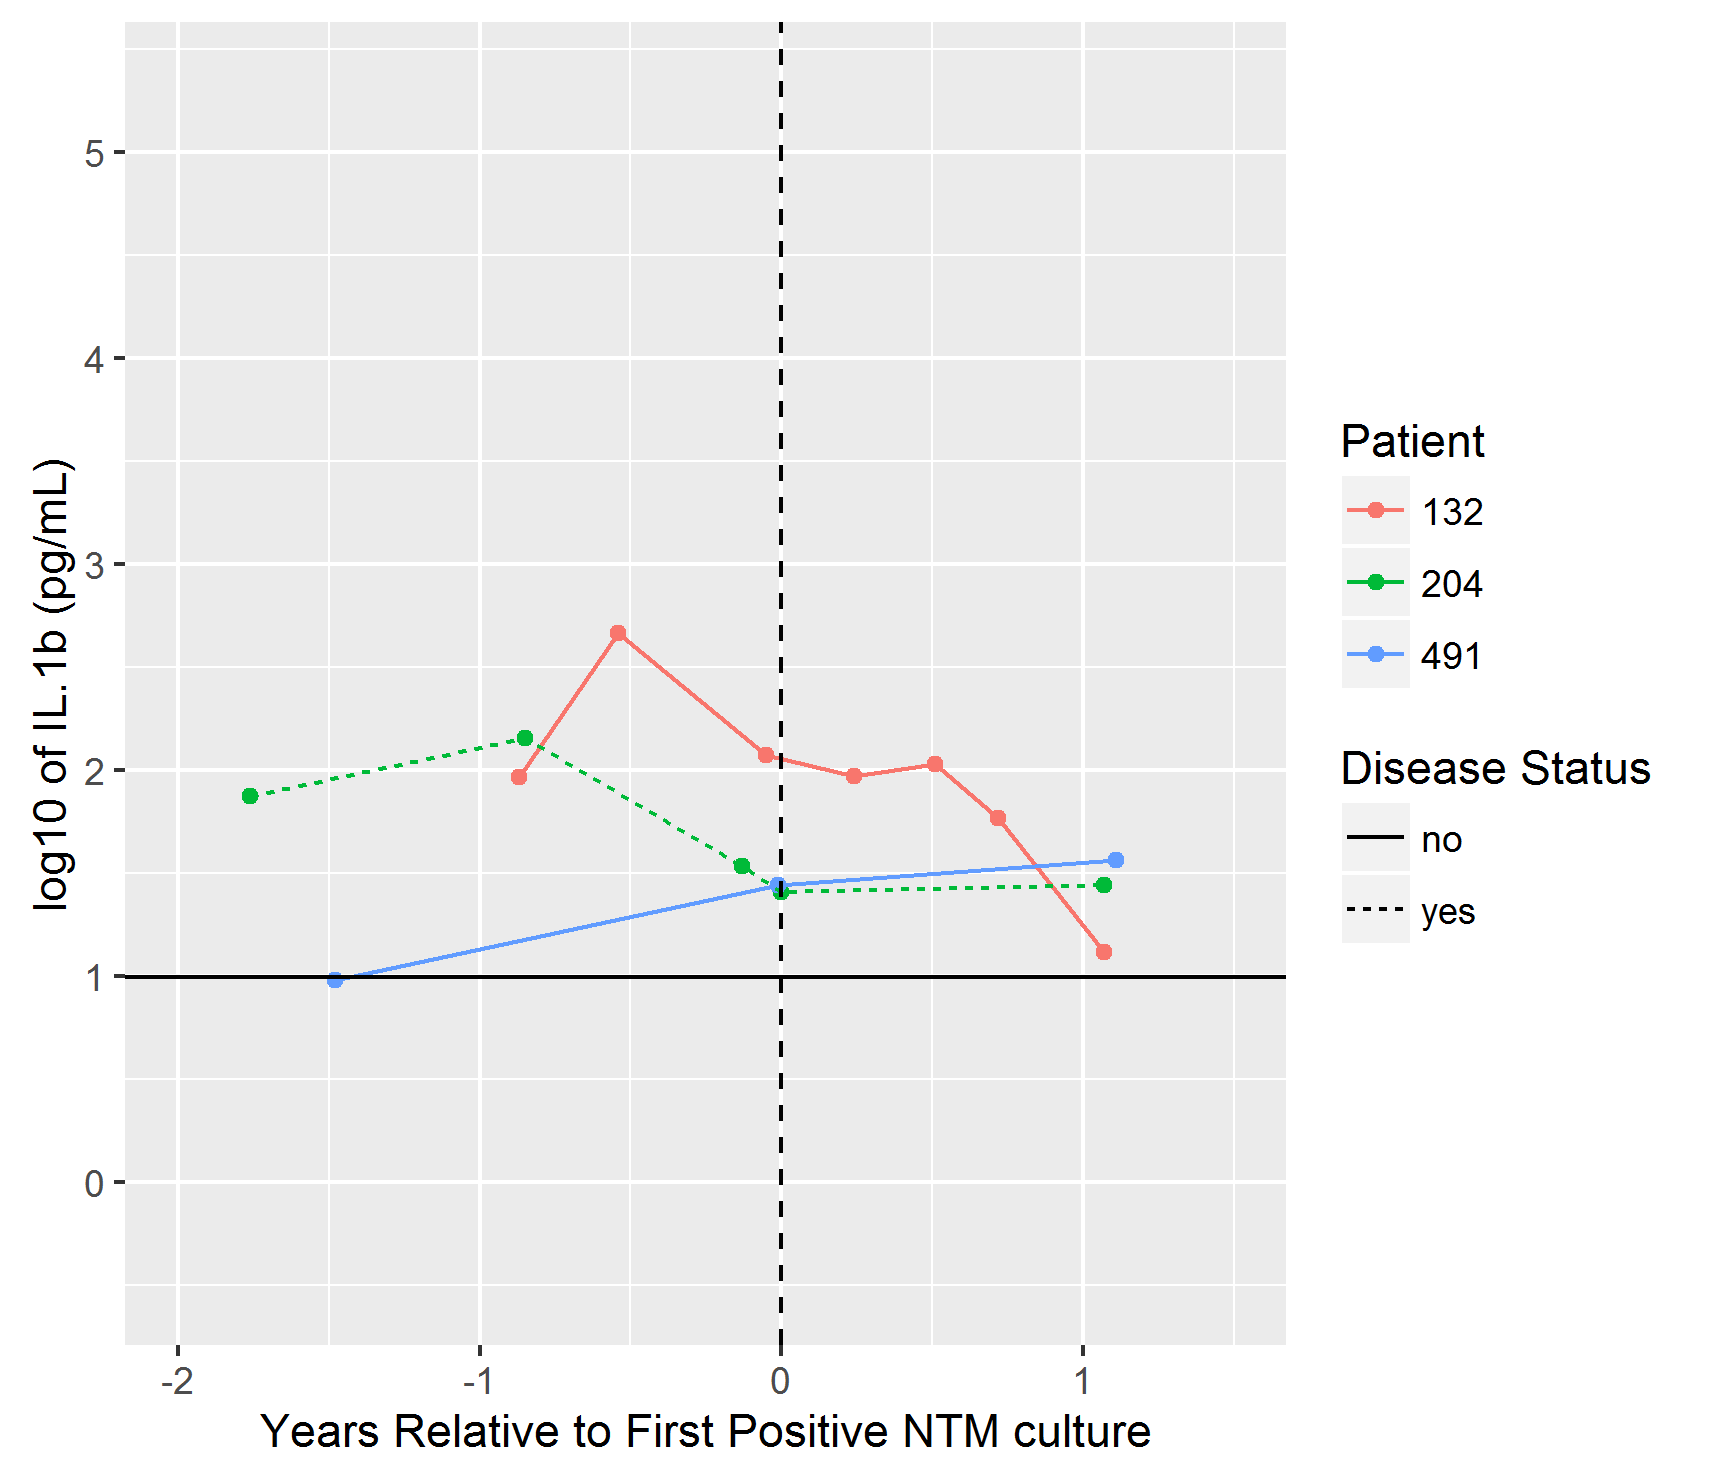 log10 of IL.1b (pg/mL)
5
4
3
2
1
0
-2
-1
0
1
Years Relative to First Positive NTM culture
Patient
132
204
491
Disease Status
no
yes